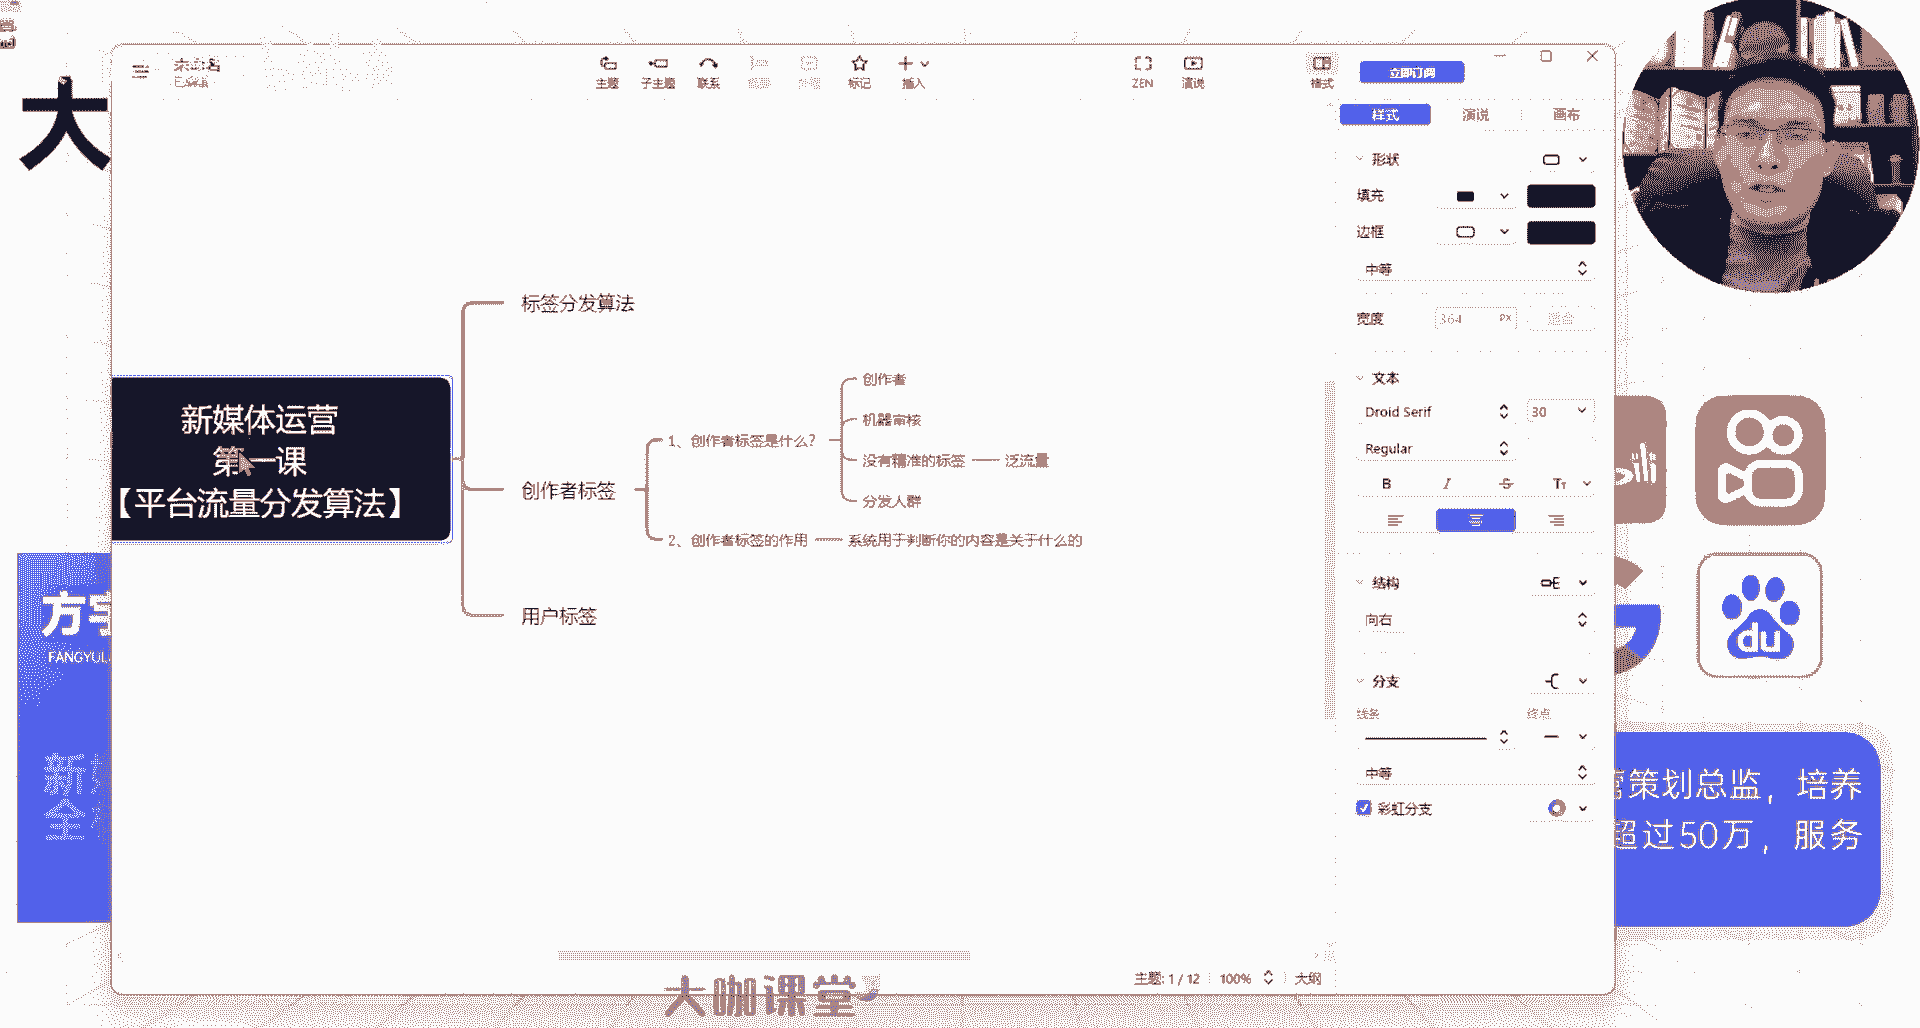 大
未命名
已编辑
主题
子主题
联系
标记
插入
ZEN
演说
格式
立即订阅
样式
演说
画布
形状
填充
边框
中等
宽度
364
PX
适合
文本
Droid Serif
30
Regular
B
I
S
结构
向右
分支
线条
终点
中等
彩虹分支
新媒体运营
第一课
【平台流量分发算法】
标签分发算法
创作者标签
用户标签
1、创作者标签是什么？
创作者
机器审核
没有精准的标签
泛流量
分发人群
2、创作者标签的作用
系统用于判断你的内容是关于什么的
方
FANGYU
新
全
du
策划总监，培养
超过50万，服务
主题: 1 / 12
100%
大纲
大咖课堂